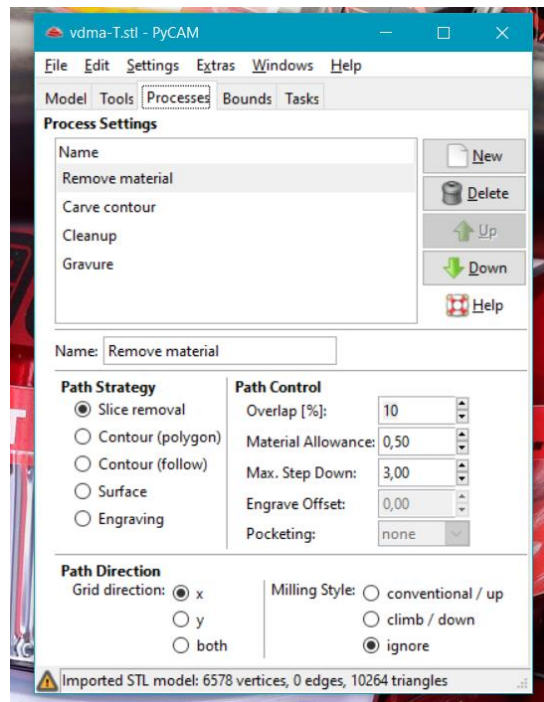 vdma-T.stl - PyCAM
File Edit Settings Extras Windows Help
Model Tools Processes Bounds Tasks
Process Settings
Name
Remove material
Carve contour
Cleanup
Gravure
New
Delete
Up
Down
Help
Name: Remove material
Path Strategy
Slice removal
Contour (polygon)
Contour (follow)
Surface
Engraving
Path Control
Overlap [%]: 10
Material Allowance: 0,50
Max. Step Down: 3,00
Engrave Offset: 0,00
Pocketing: none
Path Direction
Grid direction: x
y
both
Milling Style: conventional / up
climb / down
ignore
Imported STL model: 6578 vertices, 0 edges, 10264 triangles